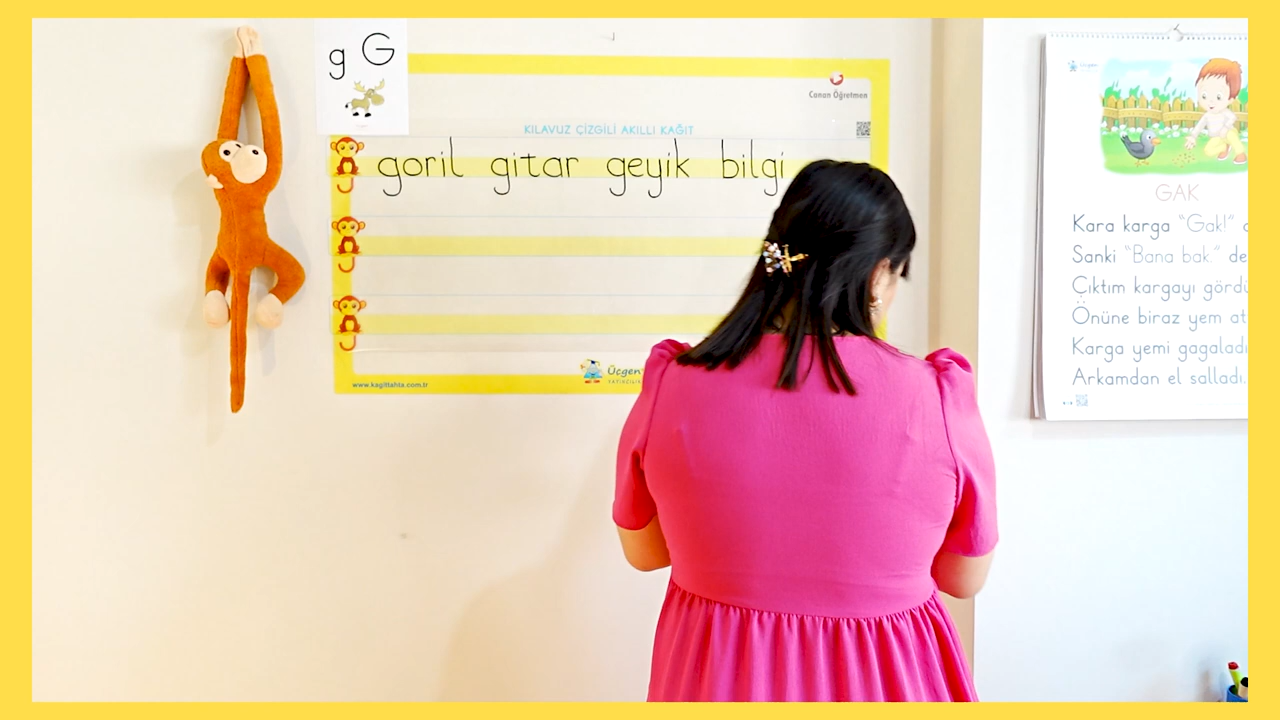 g G
Canan Öğretmen
KILAVUZ ÇİZGİLİ AKILLI KAĞIT
goril gitar geyik bilgi
www.kagittahta.com.tr
Üçgen
GAK
Kara karga “Gak!”
Sanki “Bana bak.”
Çıktım kargayı
Önüne biraz yem
Karga yemi gagaladı
Arkamdan el salladı.